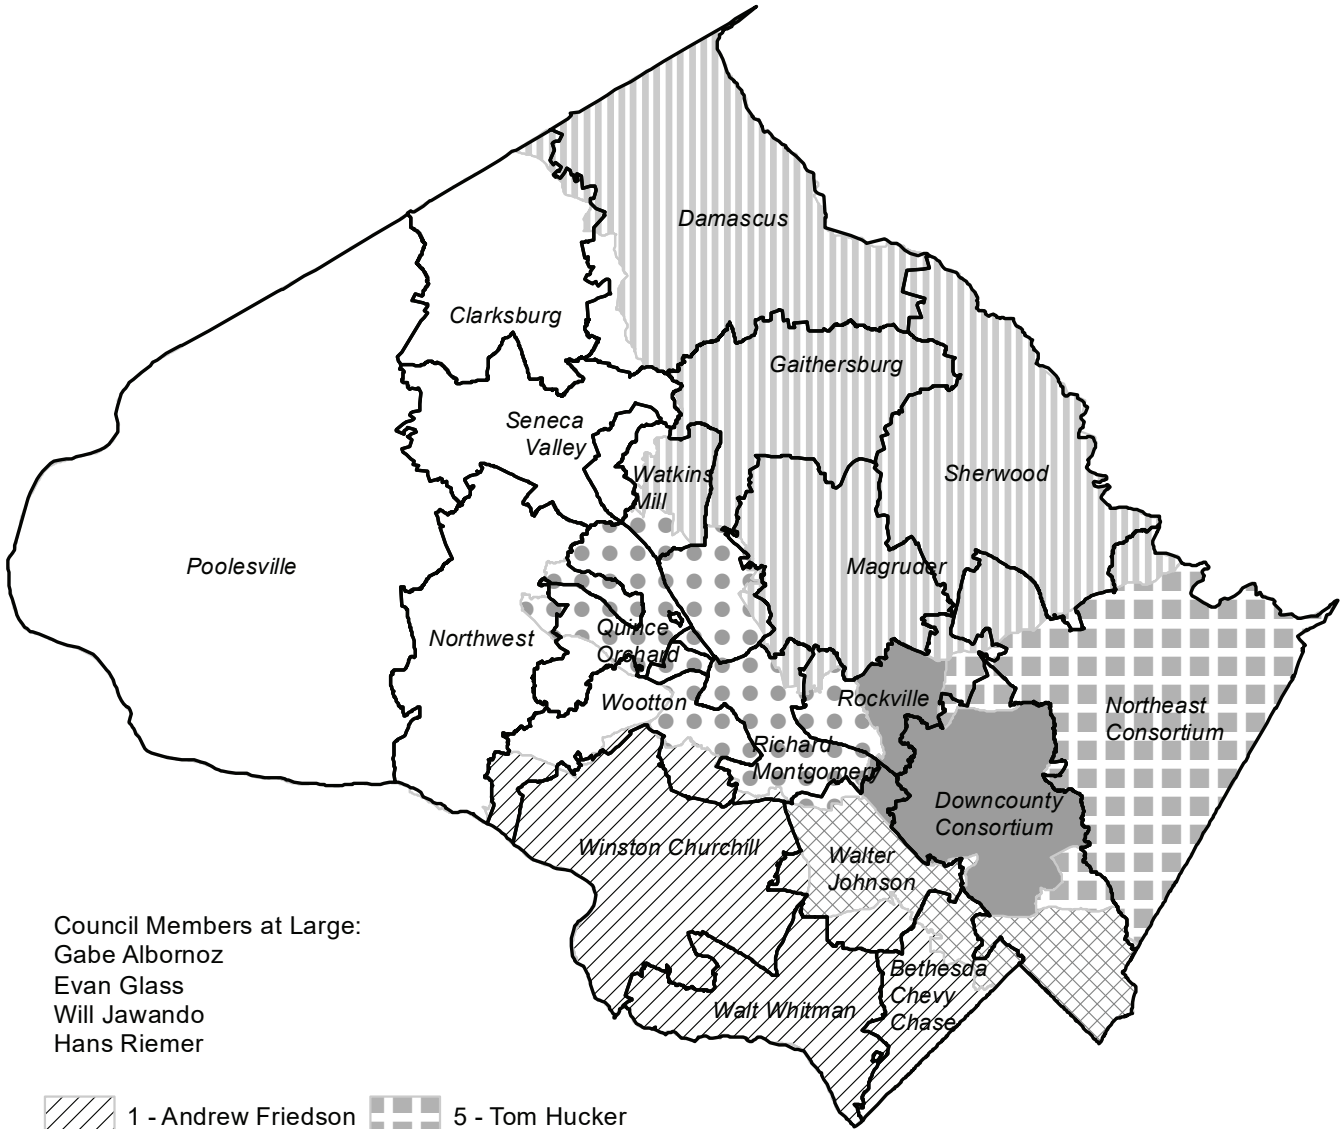 Damascus
Clarksburg
Gaithersburg
Seneca
Valley
Watkins
Mill
Sherwood
Poolesville
Magruder
Northwest
Quince
Orchard
Wootton
Rockville
Northeast
Consortium
Richard
Montgomery
Downcounty
Consortium
Winston Churchill
Walter
Johnson
Bethesda
Chevy
Chase
Walt Whitman
Council Members at Large:
Gabe Albornoz
Evan Glass
Will Jawando
Hans Riemer
1 - Andrew Friedson
5 - Tom Hucker